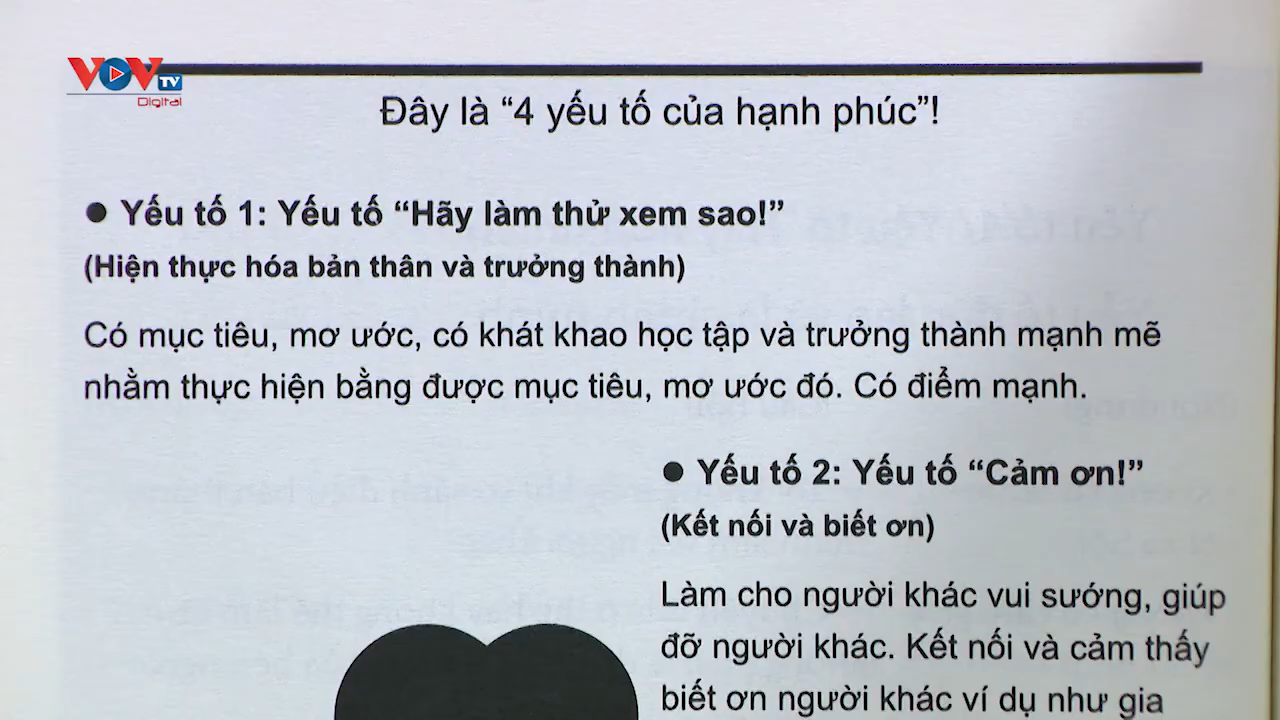 VOVTV
Digital
Đây là “4 yếu tố của hạnh phúc”!
● Yếu tố 1: Yếu tố “Hãy làm thử xem sao!”
(Hiện thực hóa bản thân và trưởng thành)
Có mục tiêu, mơ ước, có khát khao học tập và trưởng thành mạnh mẽ
nhằm thực hiện bằng được mục tiêu, mơ ước đó. Có điểm mạnh.
● Yếu tố 2: Yếu tố “Cảm ơn!”
(Kết nối và biết ơn)
Làm cho người khác vui sướng, giúp
đỡ người khác. Kết nối và cảm thấy
biết ơn người khác ví dụ như gia